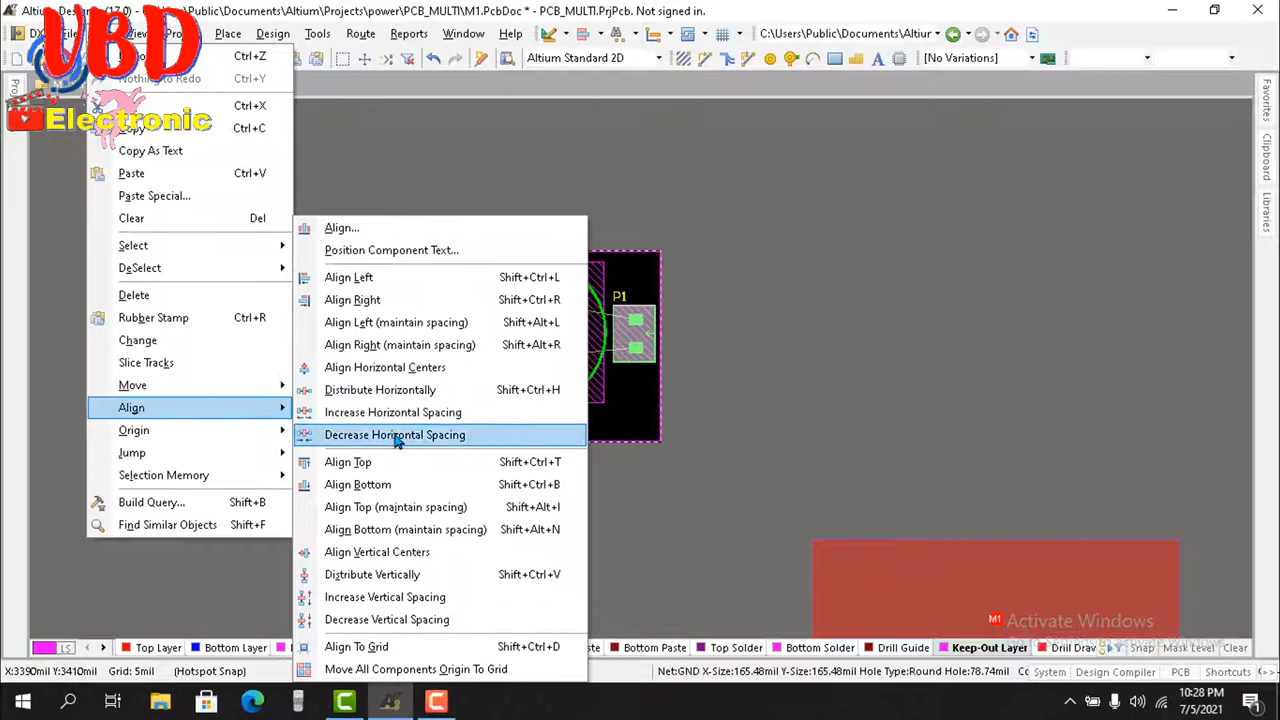 Altium Designer (17.0) - C:\Users\Public\Documents\Altium\Projects\power\PCB_MULTI\M1.PcbDoc * - PCB_MULTI.PrjPcb. Not signed in.
DXP
Place Design Tools Route Reports Window Help
C:\Users\Public\Documents\Altiur
VBD
Electronic
Altium Standard 2D
[No Variations]
Ctrl+Z
Nothing to Redo Ctrl+Y
Ctrl+X
Copy Ctrl+C
Copy As Text
Paste Ctrl+V
Paste Special...
Clear Del
Select
DeSelect
Delete
Rubber Stamp Ctrl+R
Change
Slice Tracks
Move
Align
Origin
Jump
Selection Memory
Build Query... Shift+B
Find Similar Objects Shift+F
Align...
Position Component Text...
Align Left Shift+Ctrl+L
Align Right Shift+Ctrl+R
Align Left (maintain spacing) Shift+Alt+L
Align Right (maintain spacing) Shift+Alt+R
Align Horizontal Centers
Distribute Horizontally Shift+Ctrl+H
Increase Horizontal Spacing
Decrease Horizontal Spacing
Align Top Shift+Ctrl+T
Align Bottom Shift+Ctrl+B
Align Top (maintain spacing) Shift+Alt+I
Align Bottom (maintain spacing) Shift+Alt+N
Align Vertical Centers
Distribute Vertically Shift+Ctrl+V
Increase Vertical Spacing
Decrease Vertical Spacing
Align To Grid Shift+Ctrl+D
Move All Components Origin To Grid
P1
Favorites
Clipboard
Libraries
M1
Activate Windows
LS Top Layer Bottom Layer
Bottom Paste Top Solder Bottom Solder Drill Guide Keep-Out Layer Drill Drav Snap Mask Level Clear
X:3390mil Y:3410mil Grid: 5mil (Hotspot Snap)
Net:GND X-Size:165.48mil Y-Size:165.48mil Hole Type:Round Hole:78.74mil
System Design Compiler PCB Shortcuts >>
10:28 PM
7/5/2021